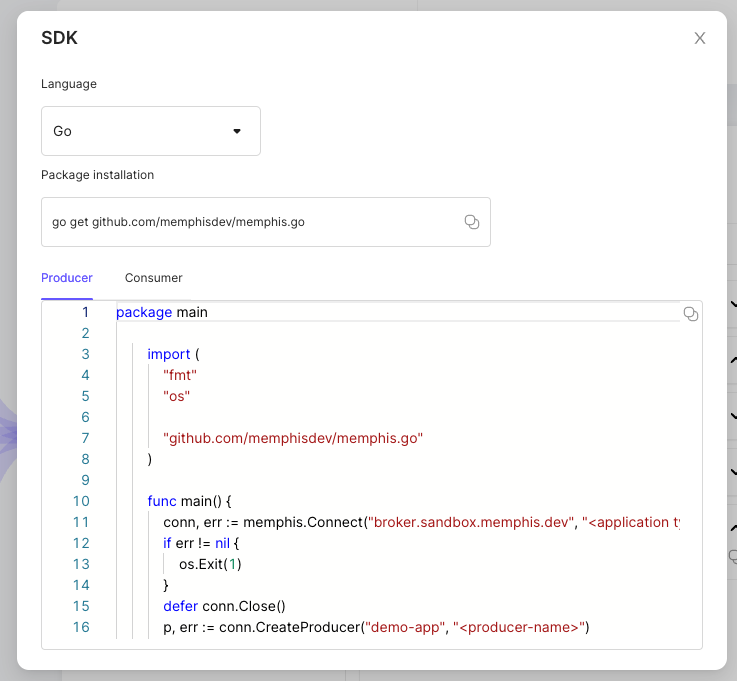 SDK
Language
Go
Package installation
go get github.com/memphisdev/memphis.go
Producer Consumer
1 package main
2
3 import (
4 "fmt"
5 "os"
6
7 "github.com/memphisdev/memphis.go"
8 )
9
10 func main() {
11 conn, err := memphis.Connect("broker.sandbox.memphis.dev", "<application ty
12 if err != nil {
13 os.Exit(1)
14 }
15 defer conn.Close()
16 p, err := conn.CreateProducer("demo-app", "<producer-name>")